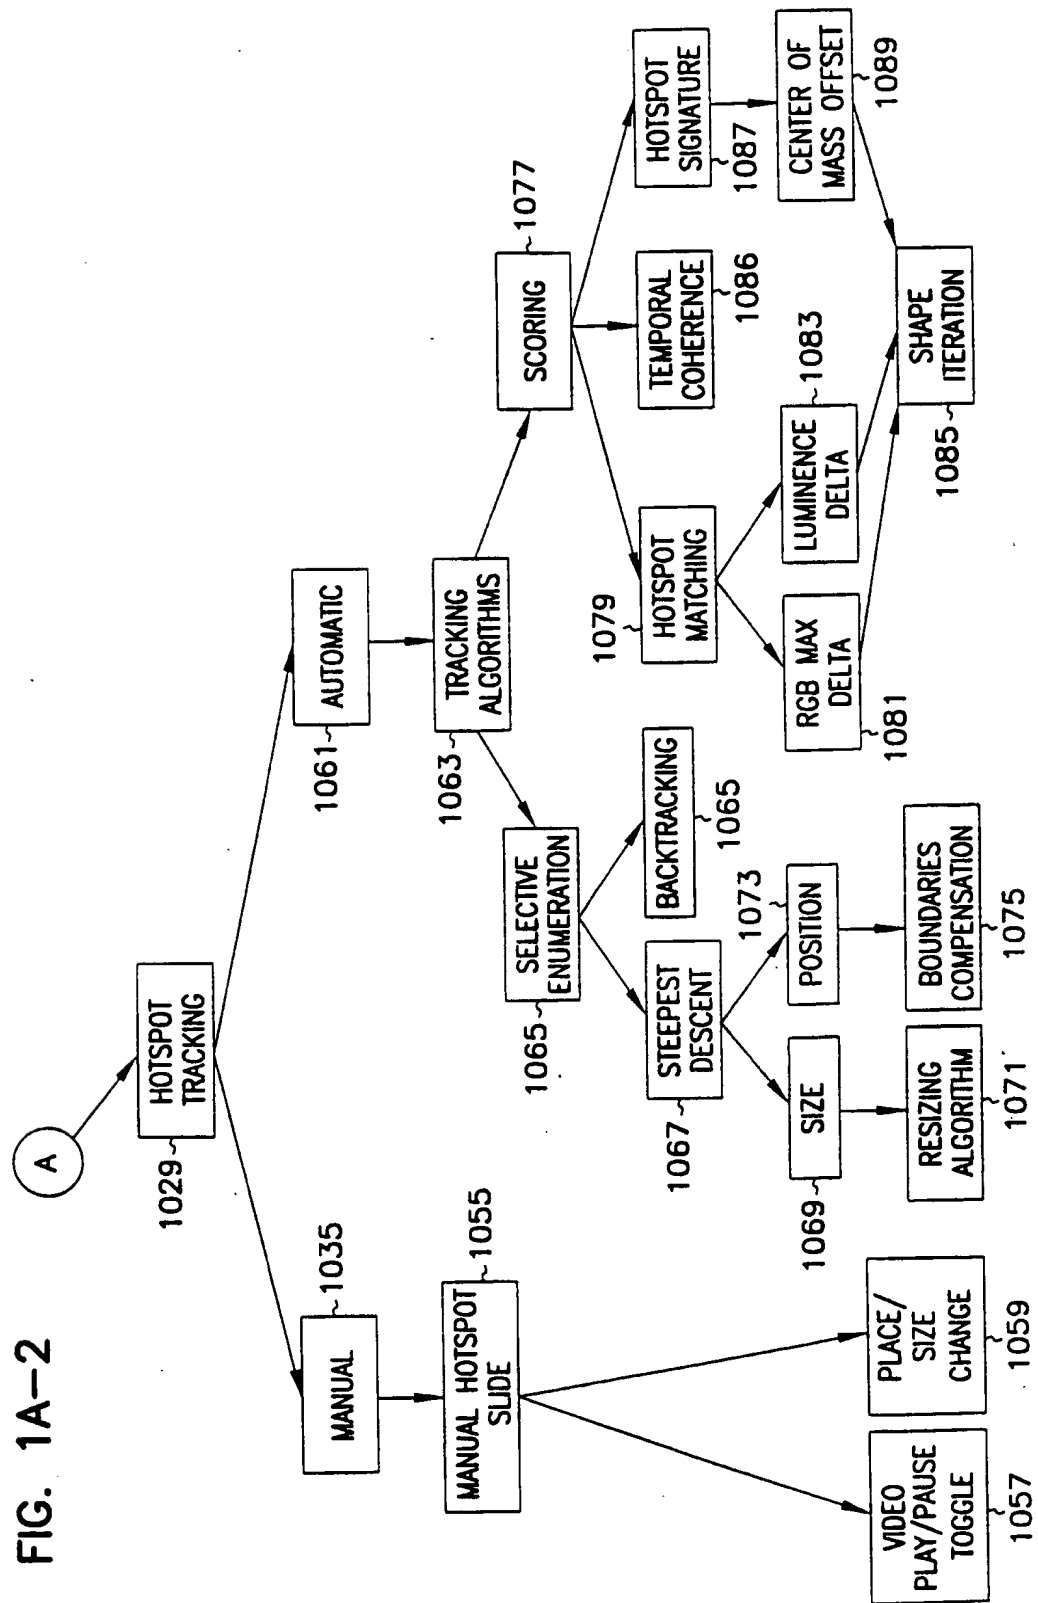 FIG. 1A-2
A
HOTSPOT
TRACKING
1029
MANUAL
1035
AUTOMATIC
1061
MANUAL HOTSPOT
SLIDE
1055
TRACKING
ALGORITHMS
1063
SELECTIVE
ENUMERATION
1065
SCORING
1077
STEEPEST
DESCENT
1067
BACKTRACKING
1065
HOTSPOT
MATCHING
1079
TEMPORAL
COHERENCE
1086
HOTSPOT
SIGNATURE
1087
SIZE
1069
POSITION
1073
RGB MAX
DELTA
1081
LUMINENCE
DELTA
1083
CENTER OF
MASS OFFSET
1089
VIDEO
PLAY/PAUSE
TOGGLE
1057
PLACE/
SIZE
CHANGE
1059
RESIZING
ALGORITHM
1071
BOUNDARIES
COMPENSATION
1075
SHAPE
ITERATION
1085